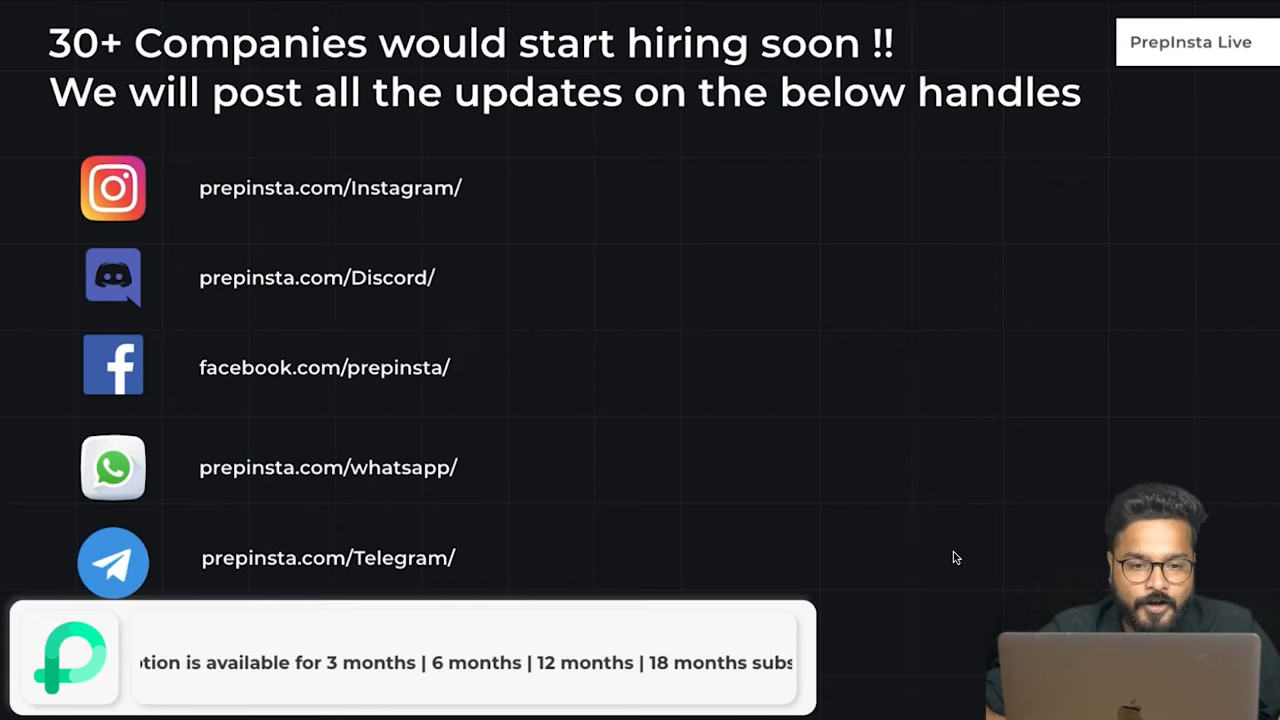 30+ Companies would start hiring soon !!
PrepInsta Live
We will post all the updates on the below handles
prepinsta.com/Instagram/
prepinsta.com/Discord/
facebook.com/prepinsta/
prepinsta.com/whatsapp/
prepinsta.com/Telegram/
is available for 3 months | 6 months | 12 months | 18 months